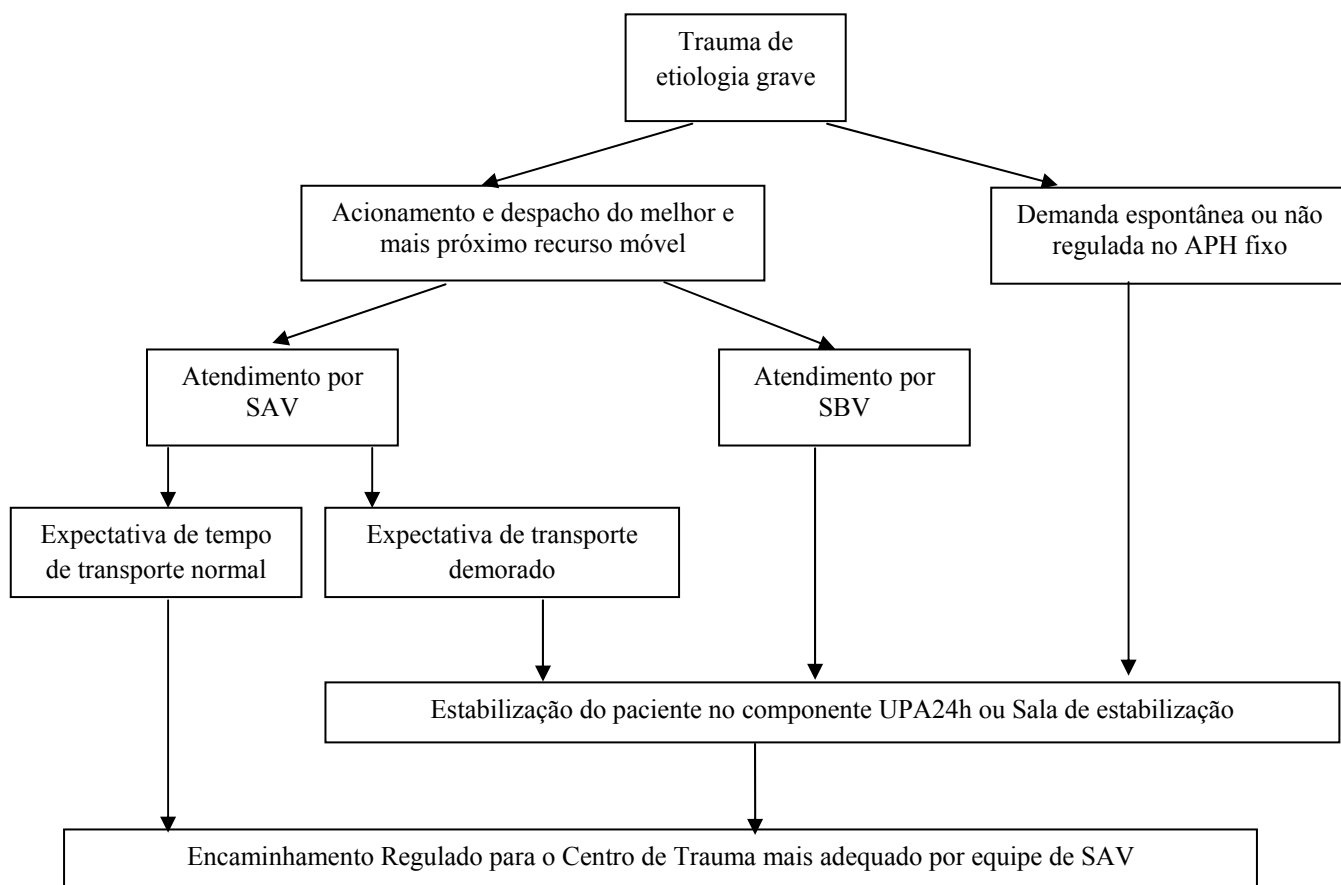 Trauma de
etiologia grave
Acionamento e despacho do melhor e
mais próximo recurso móvel
Demanda espontânea ou não
regulada no APH fixo
Atendimento por
SAV
Atendimento por
SBV
Expectativa de tempo
de transporte normal
Expectativa de transporte
demorado
Estabilização do paciente no componente UPA24h ou Sala de estabilização
Encaminhamento Regulado para o Centro de Trauma mais adequado por equipe de SAV